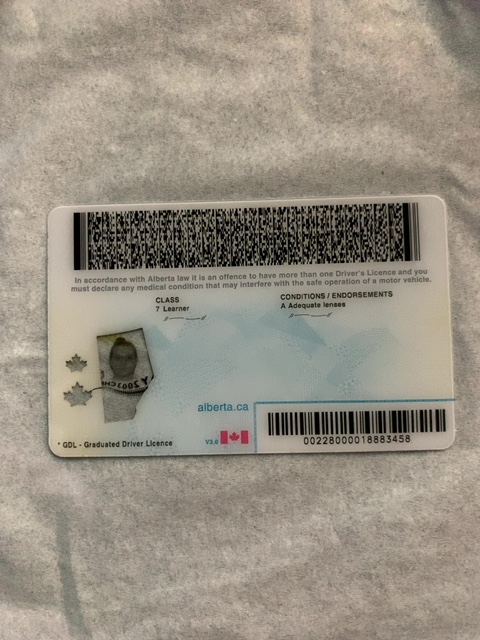 In accordance with Alberta law it is an offence to have more than one Driver's Licence and you
must declare any medical condition that may interfere with the safe operation of a motor vehicle.
CLASS
7 Learner
CONDITIONS / ENDORSEMENTS
A Adequate lenses
alberta.ca
* GDL - Graduated Driver Licence
V3.0
00228000018883458